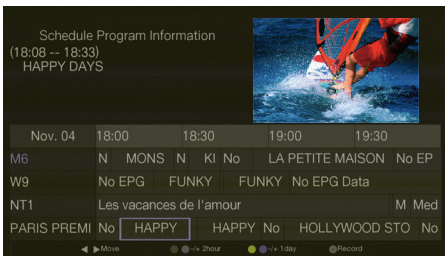 Schedule Program Information
(18:08 -- 18:33)
HAPPY DAYS
Nov. 04 18:00 18:30 19:00 19:30
M6 N MONS N KI No LA PETITE MAISON No EP
W9 No EPG FUNKY FUNKY No EPG Data
NT1 Les vacances de l'amour M Med
PARIS PREMI No HAPPY HAPPY No HOLLYWOOD STO No
Move -/+ 2hour -/+ 1day Record